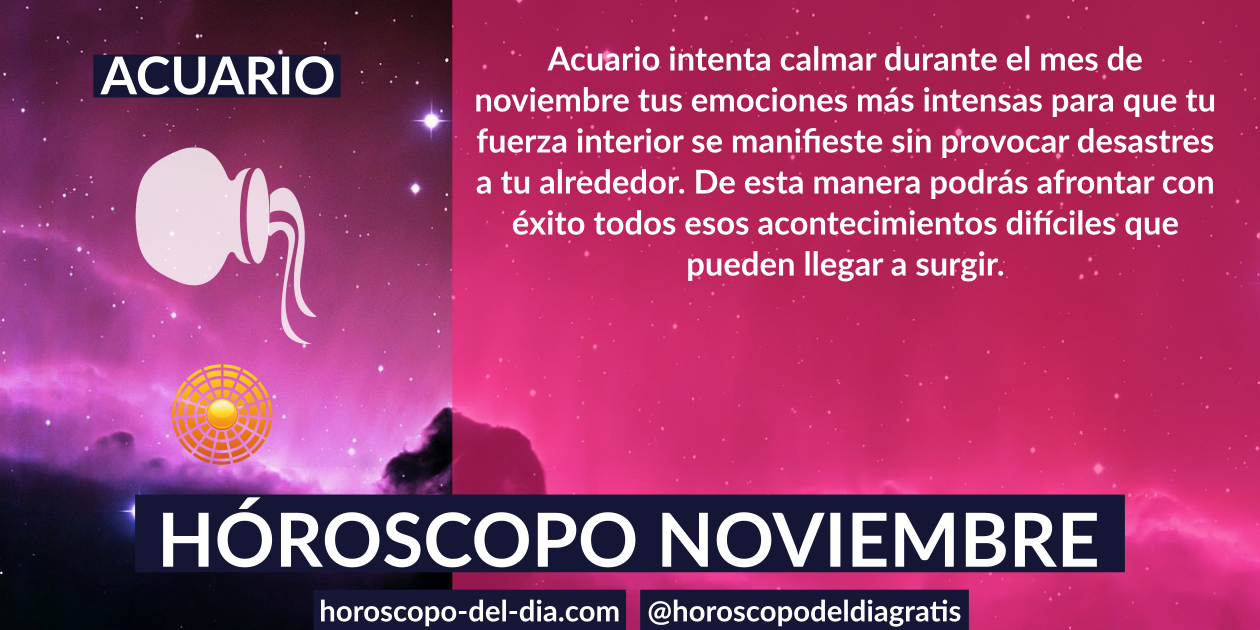 ACUARIO
Acuario intenta calmar durante el mes de
noviembre tus emociones más intensas para que tu
fuerza interior se manifieste sin provocar desastres
a tu alrededor. De esta manera podrás afrontar con
éxito todos esos acontecimientos difíciles que
pueden llegar a surgir.
HÓROSCOPO NOVIEMBRE
horoscopo-del-dia.com
@horoscopodeldiagratis